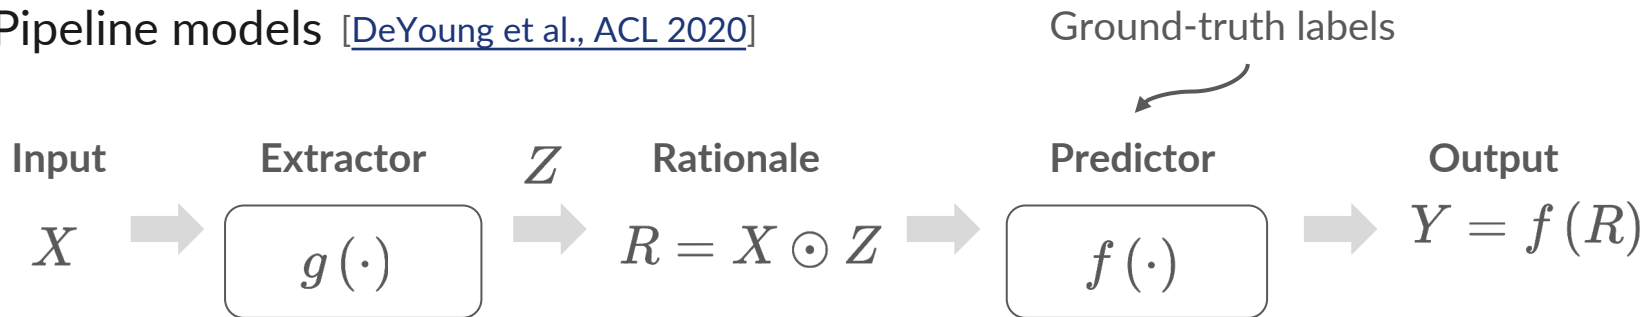 Pipeline models [DeYoung et al., ACL 2020]
Ground-truth labels
Input
Extractor
Z
Rationale
Predictor
Output
X
g(·)
R = X ⊙ Z
f(·)
Y = f(R)